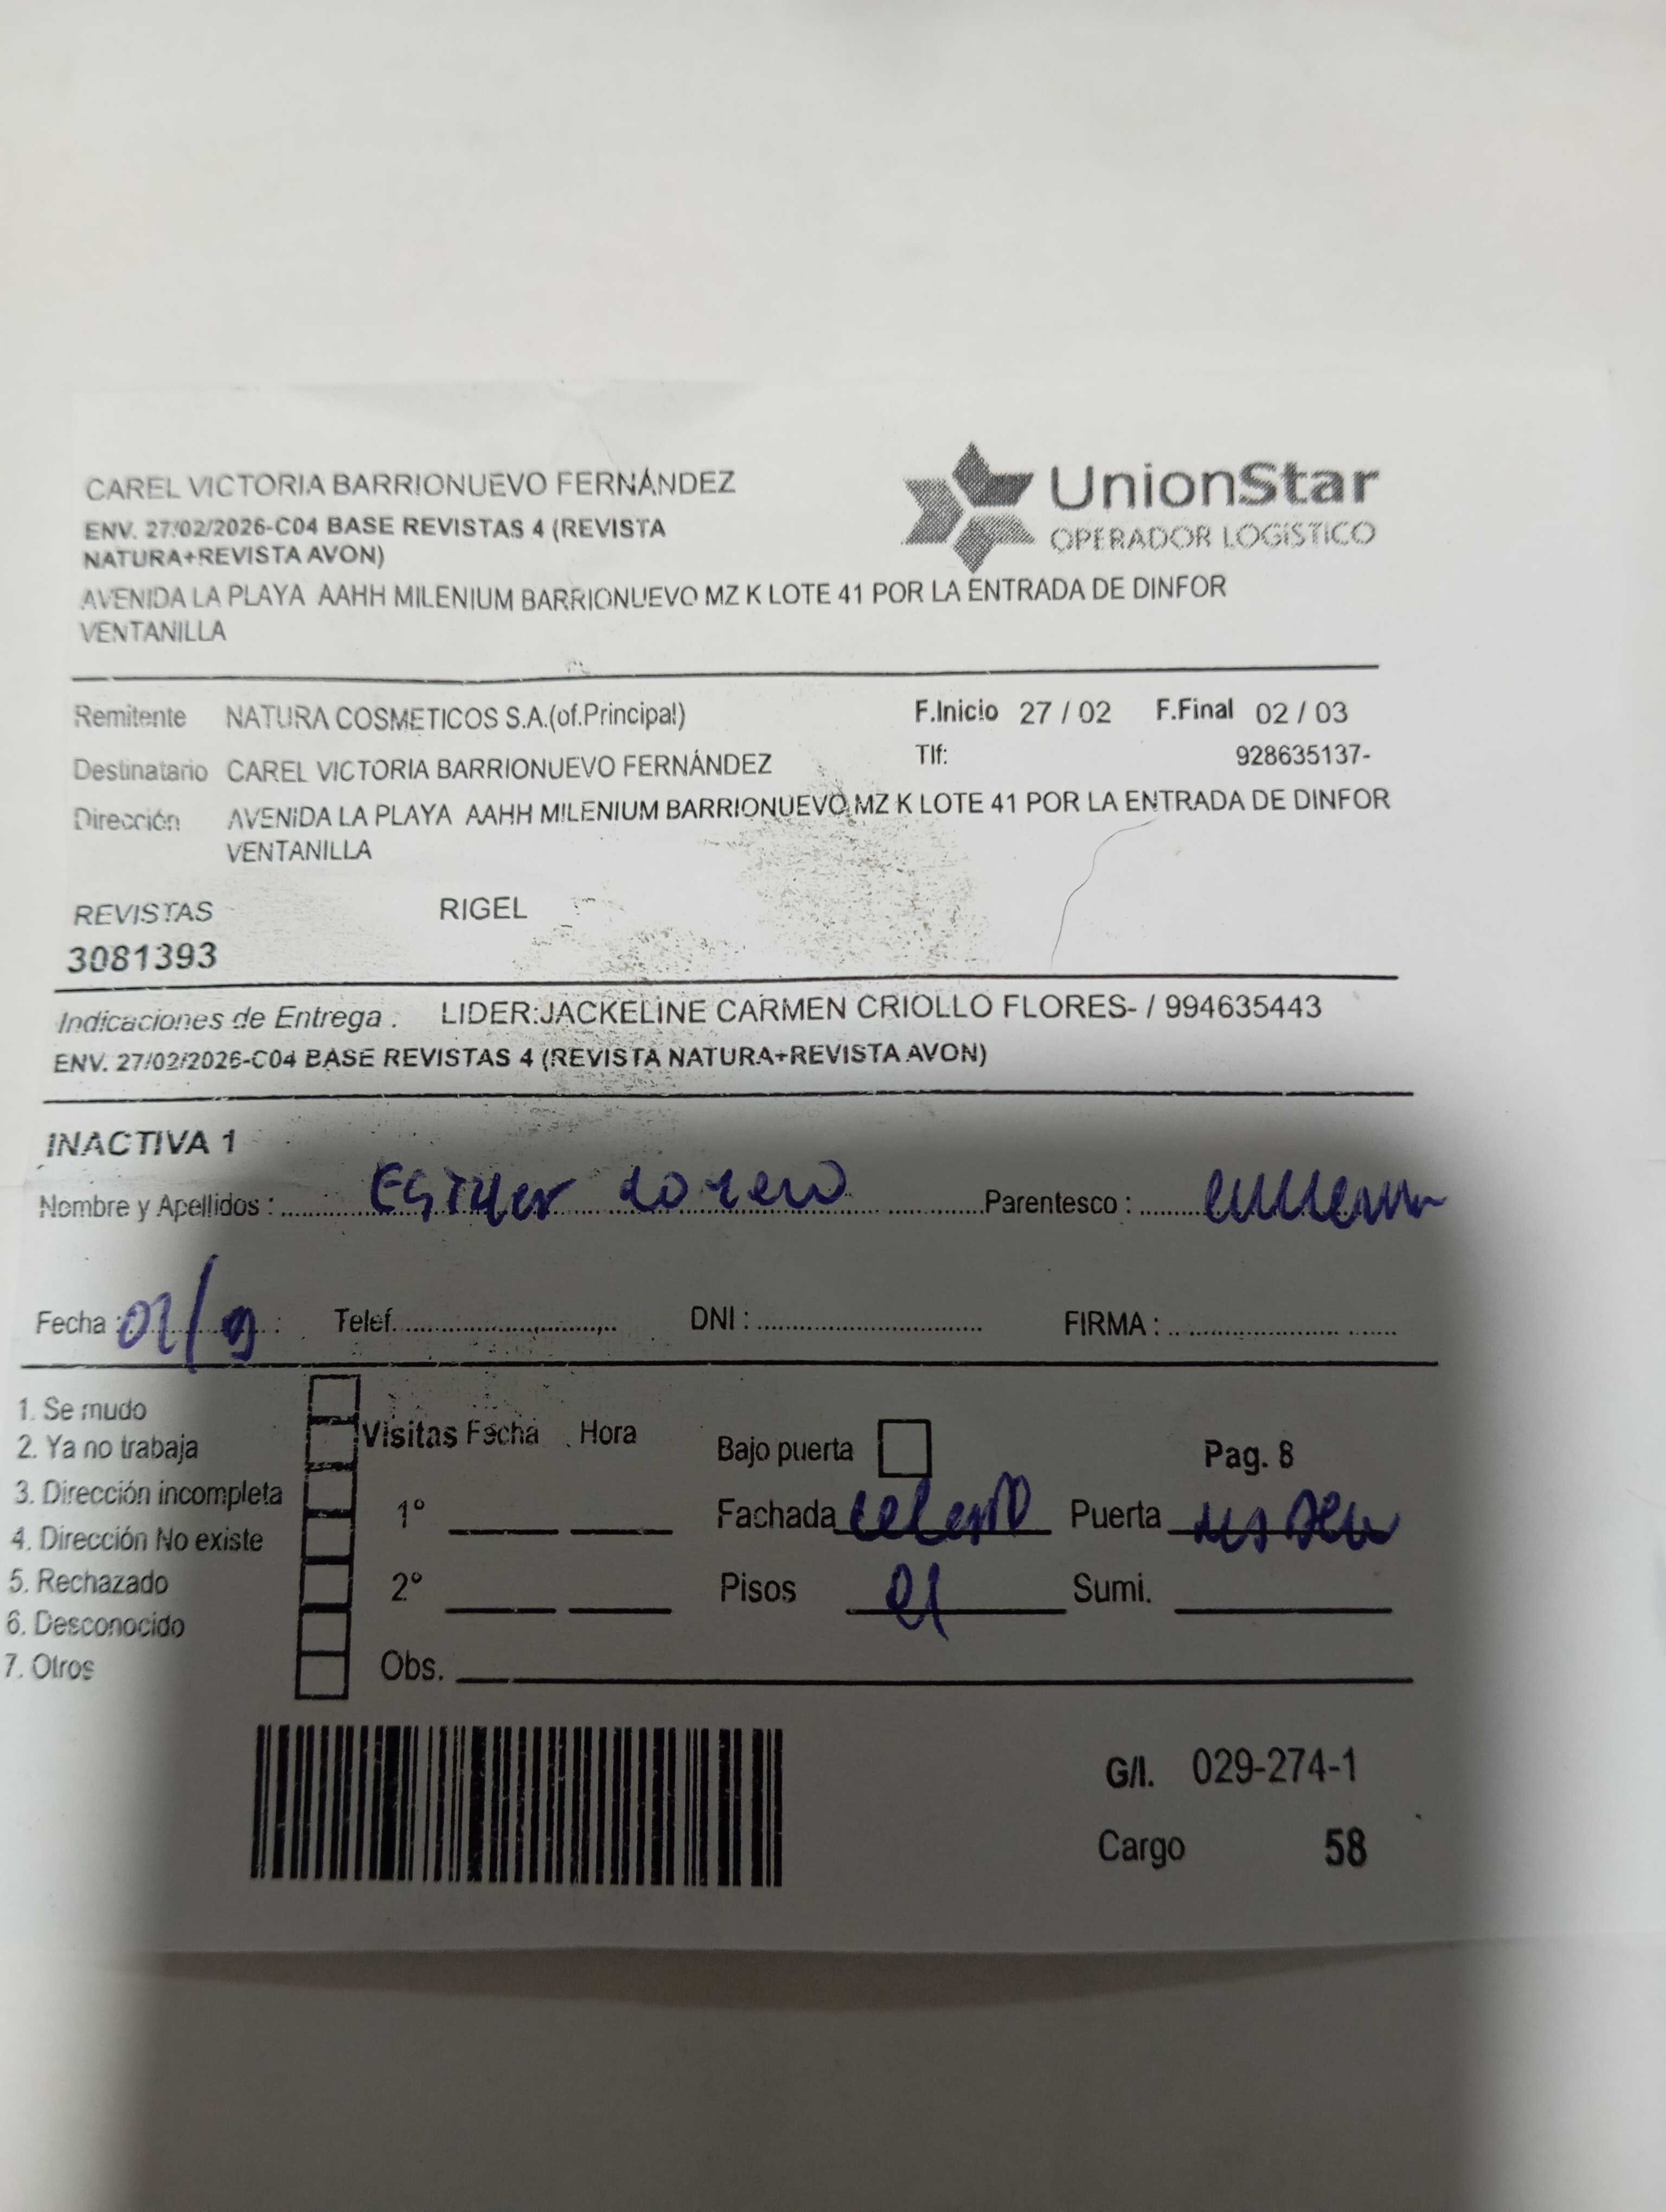 CAREL VICTORIA BARRIONUEVO FERNÁNDEZ
UnionStar
OPERADOR LOGÍSTICO
ENV. 27/02/2026-C04 BASE REVISTAS 4 (REVISTA
NATURA+REVISTA AVON)
AVENIDA LA PLAYA AAHH MILENIUM BARRIONUEVO MZ K LOTE 41 POR LA ENTRADA DE DINFOR
VENTANILLA
Remitente NATURA COSMETICOS S.A.(of.Principal) F.Inicio 27 / 02 F.Final 02 / 03
Destinatario CAREL VICTORIA BARRIONUEVO FERNÁNDEZ Tlf: 928635137-
Dirección AVENIDA LA PLAYA AAHH MILENIUM BARRIONUEVO MZ K LOTE 41 POR LA ENTRADA DE DINFOR
VENTANILLA
REVISTAS RIGEL
3081393
Indicaciones de Entrega . LIDER:JACKELINE CARMEN CRIOLLO FLORES- / 994635443
ENV. 27/02/2026-C04 BASE REVISTAS 4 (REVISTA NATURA+REVISTA AVON)
INACTIVA 1
Nombre y Apellidos : Parentesco :
Fecha : Telef. DNI : FIRMA :
1. Se mudo
2. Ya no trabaja
3. Dirección incompleta
4. Dirección No existe
5. Rechazado
6. Desconocido
7. Otros
Visitas Fecha Hora
1°
2°
Bajo puerta Pag. 8
Fachada celeste Puerta
Pisos Sumi.
Obs.
G/I. 029-274-1
Cargo 58